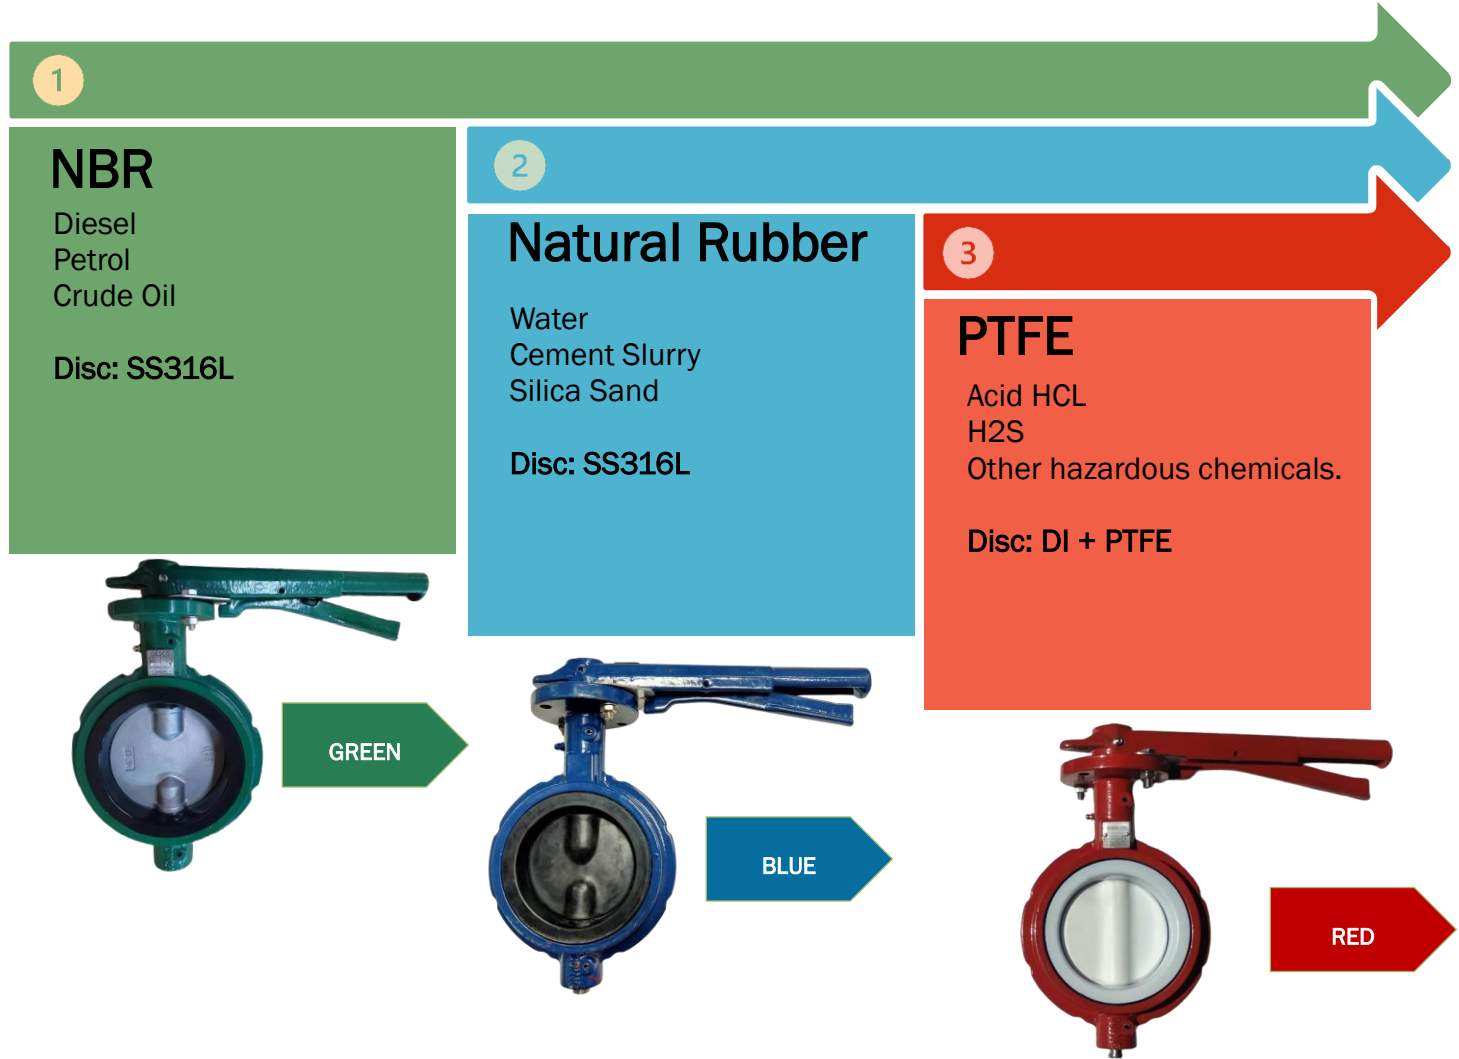 1
NBR
Diesel
Petrol
Crude Oil
Disc: SS316L
2
Natural Rubber
Water
Cement Slurry
Silica Sand
Disc: SS316L
3
PTFE
Acid HCL
H2S
Other hazardous chemicals.
Disc: DI + PTFE
GREEN
BLUE
RED